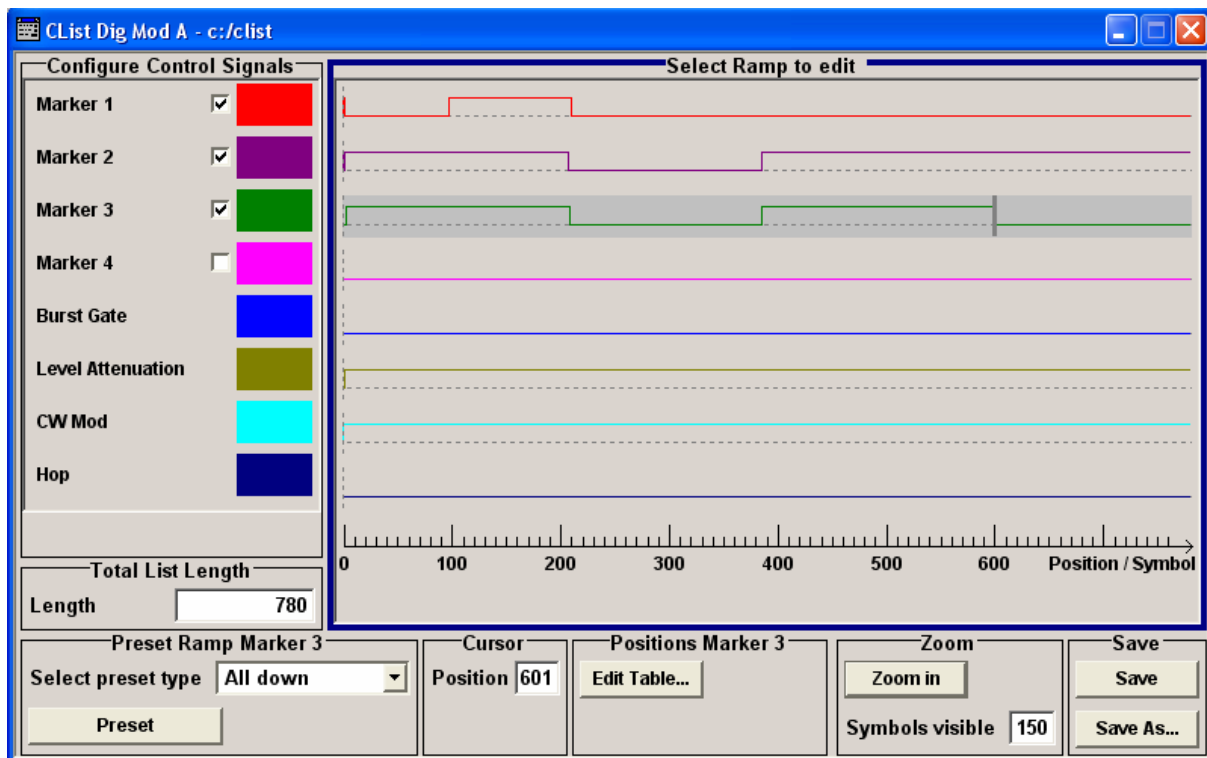 CList Dig Mod A - c:/clist
Configure Control Signals
Marker 1
Marker 2
Marker 3
Marker 4
Burst Gate
Level Attenuation
CW Mod
Hop
Select Ramp to edit
0 100 200 300 400 500 600 Position / Symbol
Total List Length
Length 780
Preset Ramp Marker 3
Select preset type All down
Preset
Cursor
Position 601
Positions Marker 3
Edit Table...
Zoom
Zoom in
Symbols visible 150
Save
Save
Save As...